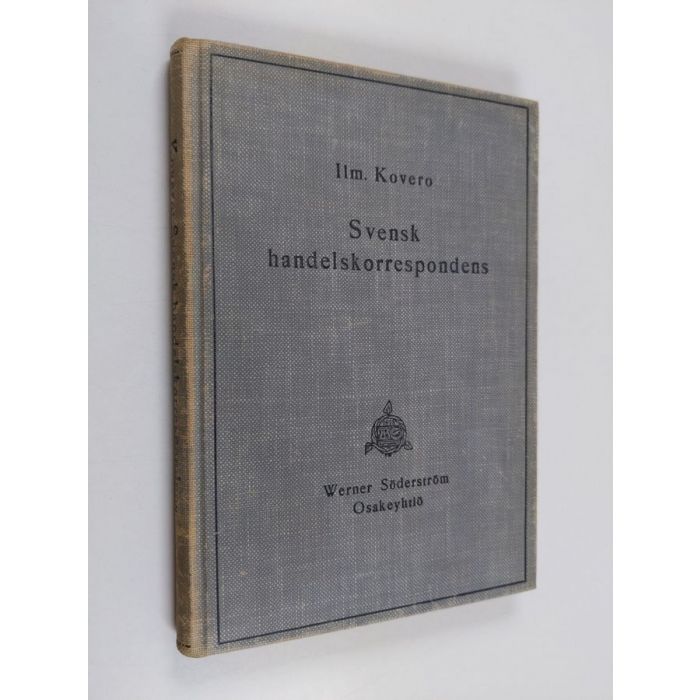 Ilm. Kovero
Svensk
handelskorrespondens
Werner Söderström
Osakeyhtiö